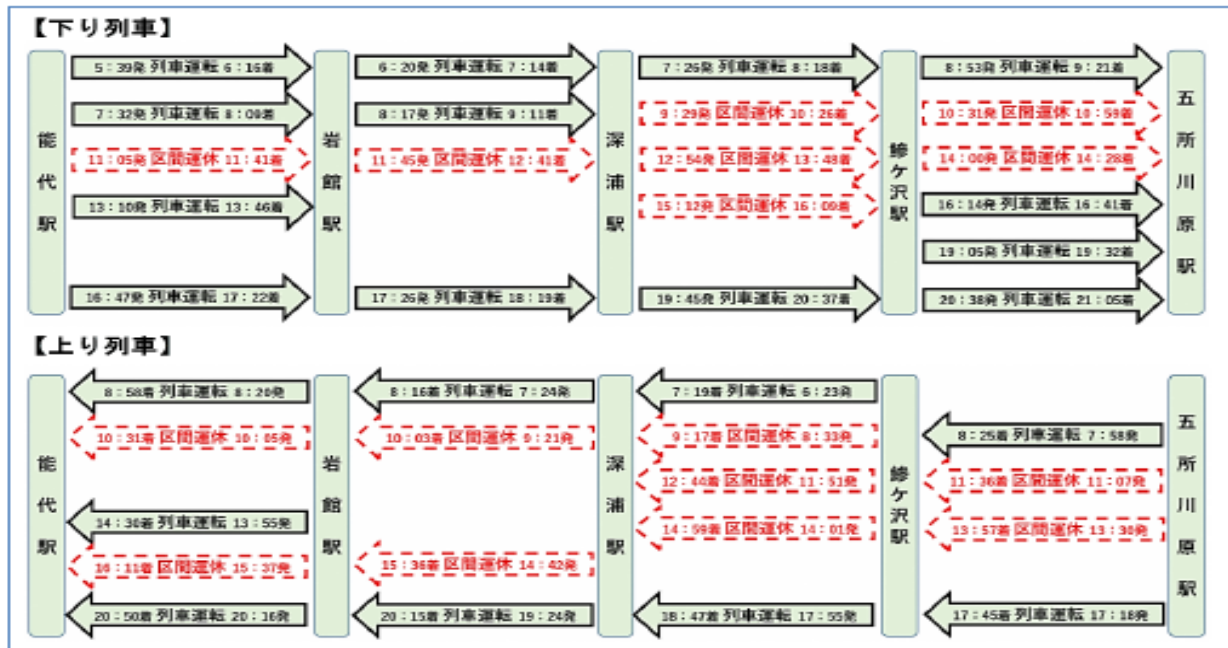 【下り列車】
5：39発 列車運転 6：16着
6：20発 列車運転 7：14着
7：26発 列車運転 8：18着
8：53発 列車運転 9：21着
7：32発 列車運転 8：09着
8：17発 列車運転 9：11着
9：29発 区間運休 10：26着
10：31発 区間運休 10：59着
11：05発 区間運休 11：41着
11：45発 区間運休 12：41着
12：54発 区間運休 13：48着
14：00発 区間運休 14：28着
13：10発 列車運転 13：46着
15：12発 区間運休 16：09着
16：14発 列車運転 16：41着
19：05発 列車運転 19：32着
16：47発 列車運転 17：22着
17：26発 列車運転 18：19着
19：45発 列車運転 20：37着
20：38発 列車運転 21：05着
能代駅
岩館駅
深浦駅
鰺ケ沢駅
五所川原駅
【上り列車】
8：58着 列車運転 8：20発
8：16着 列車運転 7：24発
7：19着 列車運転 6：23発
10：31着 区間運休 10：05発
10：03着 区間運休 9：21発
9：17着 区間運休 8：33発
8：25着 列車運転 7：58発
12：44着 区間運休 11：51発
11：36着 区間運休 11：07発
14：30着 列車運転 13：55発
14：59着 区間運休 14：01発
13：57着 区間運休 13：30発
16：11着 区間運休 15：37発
15：36着 区間運休 14：42発
20：50着 列車運転 20：16発
20：15着 列車運転 19：24発
18：47着 列車運転 17：55発
17：45着 列車運転 17：18発
能代駅
岩館駅
深浦駅
鰺ケ沢駅
五所川原駅